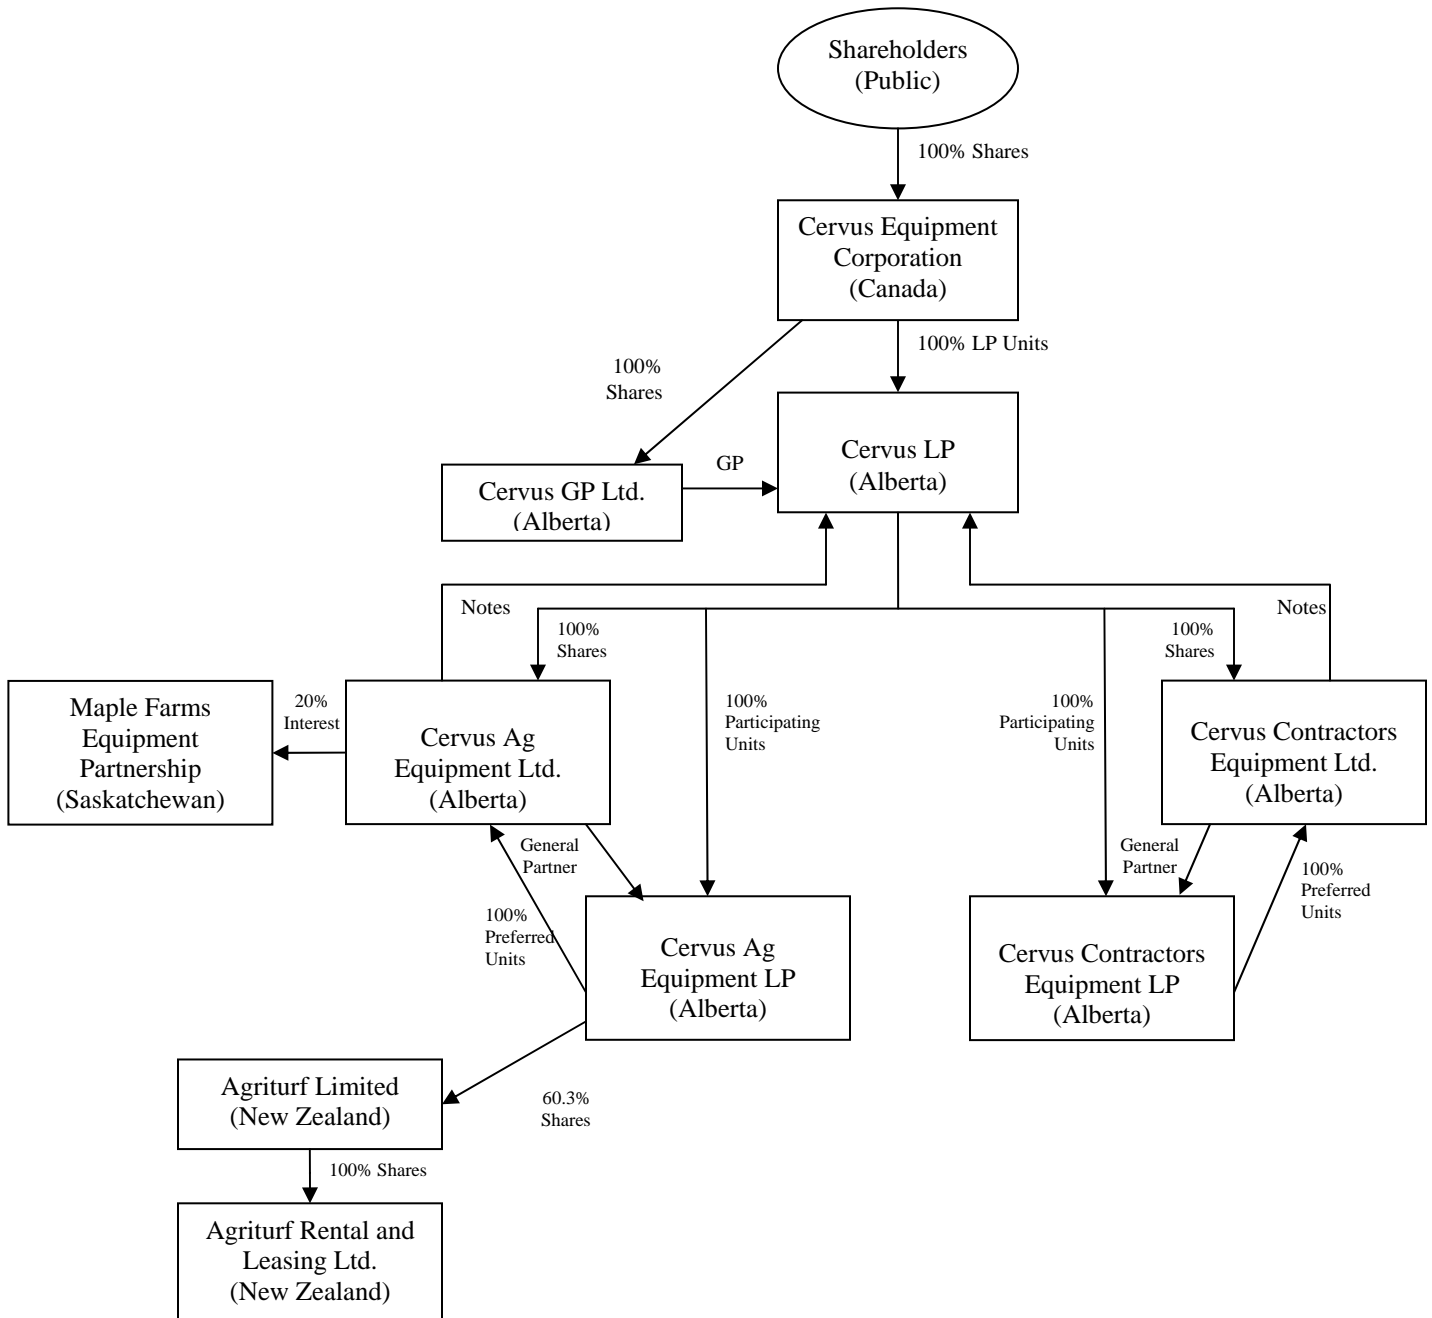 Shareholders
(Public)
100% Shares
Cervus Equipment
Corporation
(Canada)
100% LP Units
100%
Shares
Cervus LP
(Alberta)
GP
Cervus GP Ltd.
(Alberta)
Notes
Notes
100%
Shares
100%
Shares
Maple Farms
Equipment
Partnership
(Saskatchewan)
20%
Interest
Cervus Ag
Equipment Ltd.
(Alberta)
100%
Participating
Units
100%
Participating
Units
Cervus Contractors
Equipment Ltd.
(Alberta)
General
Partner
General
Partner
100%
Preferred
Units
100%
Preferred
Units
Cervus Ag
Equipment LP
(Alberta)
Cervus Contractors
Equipment LP
(Alberta)
Agriturf Limited
(New Zealand)
60.3%
Shares
100% Shares
Agriturf Rental and
Leasing Ltd.
(New Zealand)